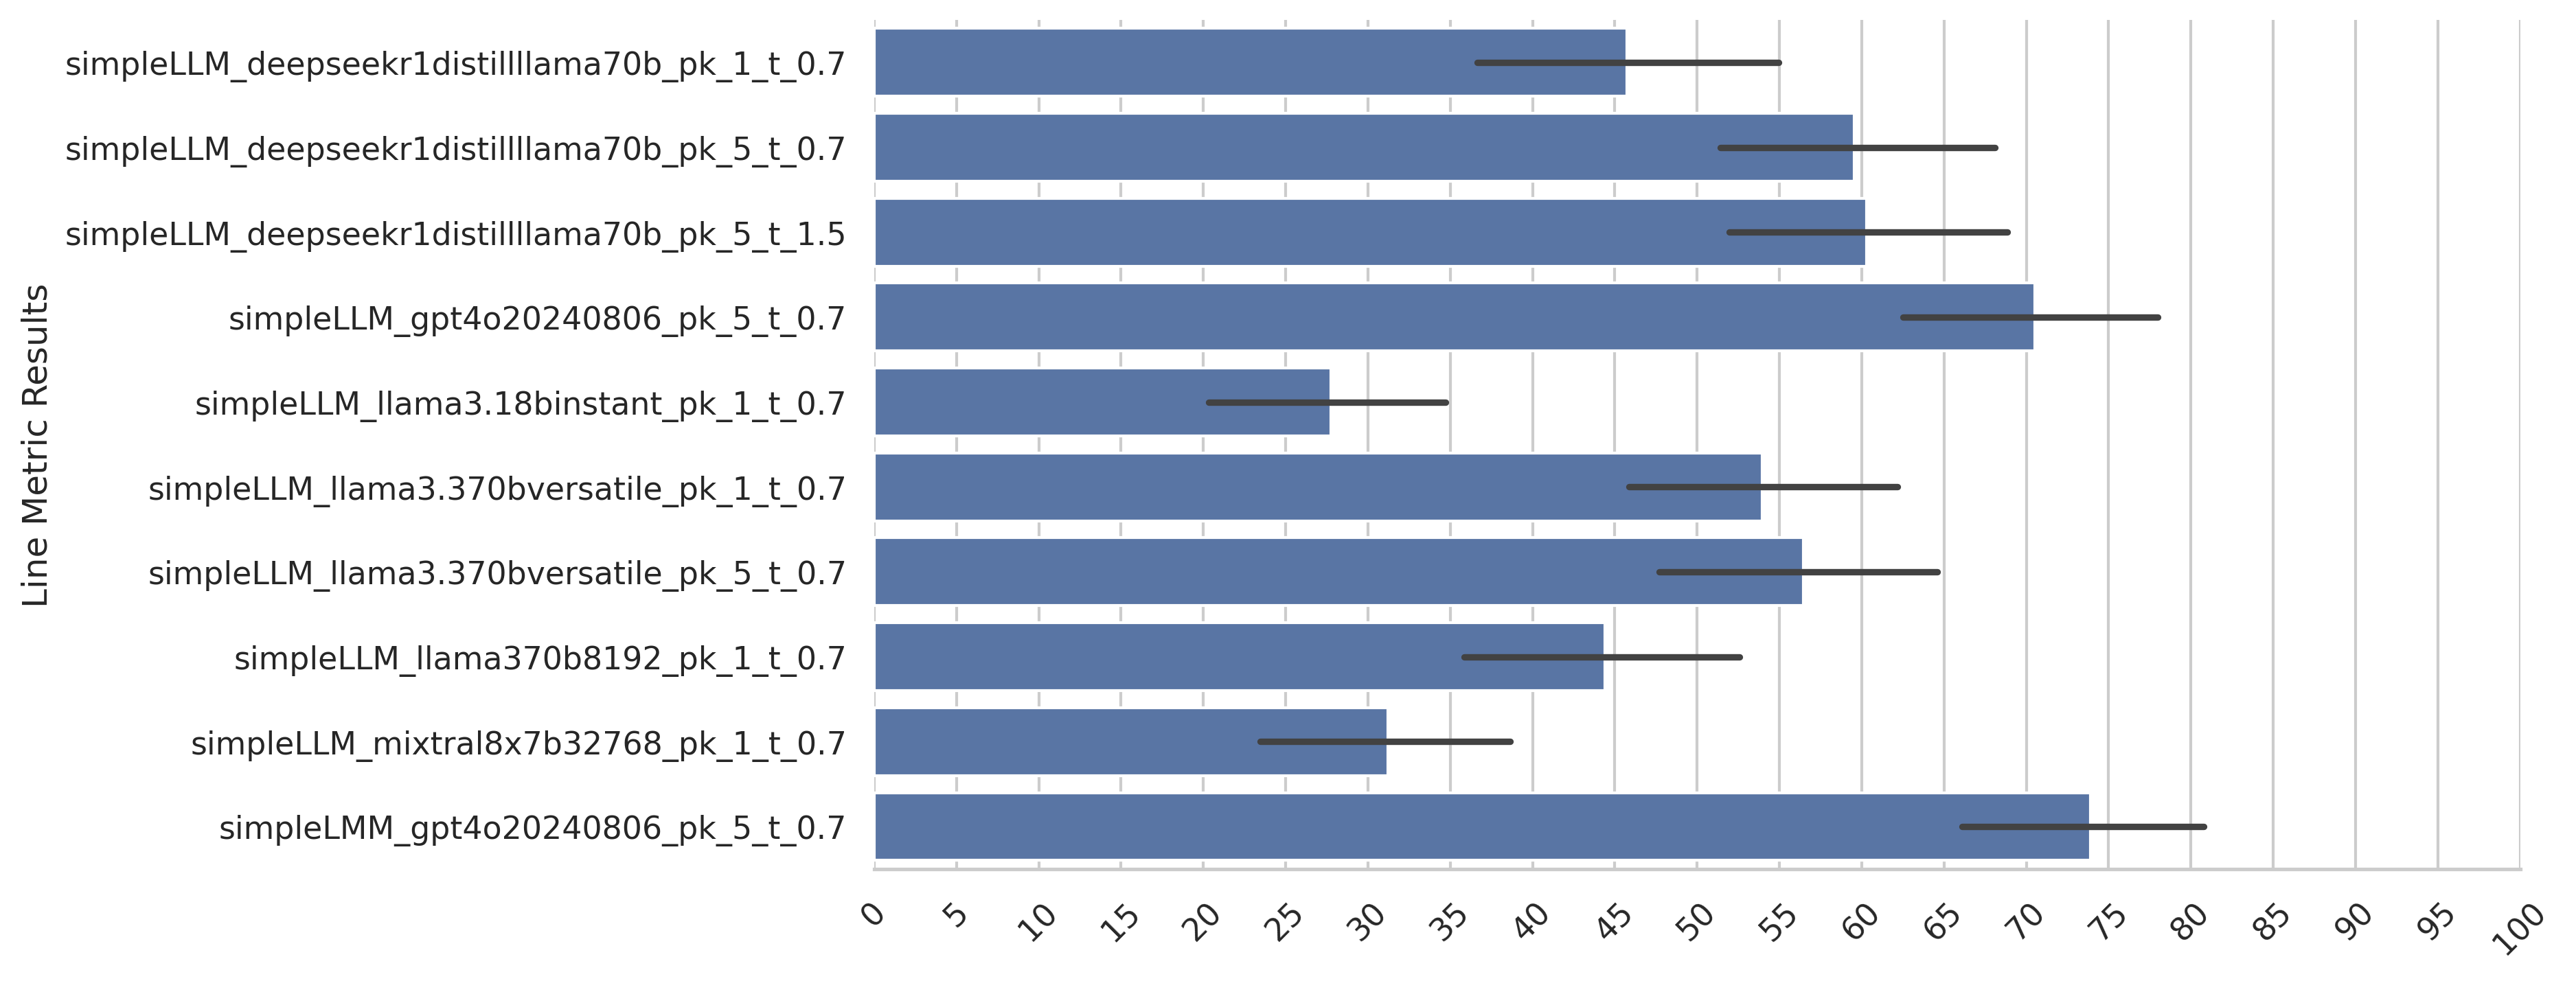 Line Metric Results
simpleLLM_deepseekr1distillllama70b_pk_1_t_0.7
simpleLLM_deepseekr1distillllama70b_pk_5_t_0.7
simpleLLM_deepseekr1distillllama70b_pk_5_t_1.5
simpleLLM_gpt4o20240806_pk_5_t_0.7
simpleLLM_llama3.18binstant_pk_1_t_0.7
simpleLLM_llama3.370bversatile_pk_1_t_0.7
simpleLLM_llama3.370bversatile_pk_5_t_0.7
simpleLLM_llama370b8192_pk_1_t_0.7
simpleLLM_mixtral8x7b32768_pk_1_t_0.7
simpleLMM_gpt4o20240806_pk_5_t_0.7
0 5 10 15 20 25 30 35 40 45 50 55 60 65 70 75 80 85 90 95 100